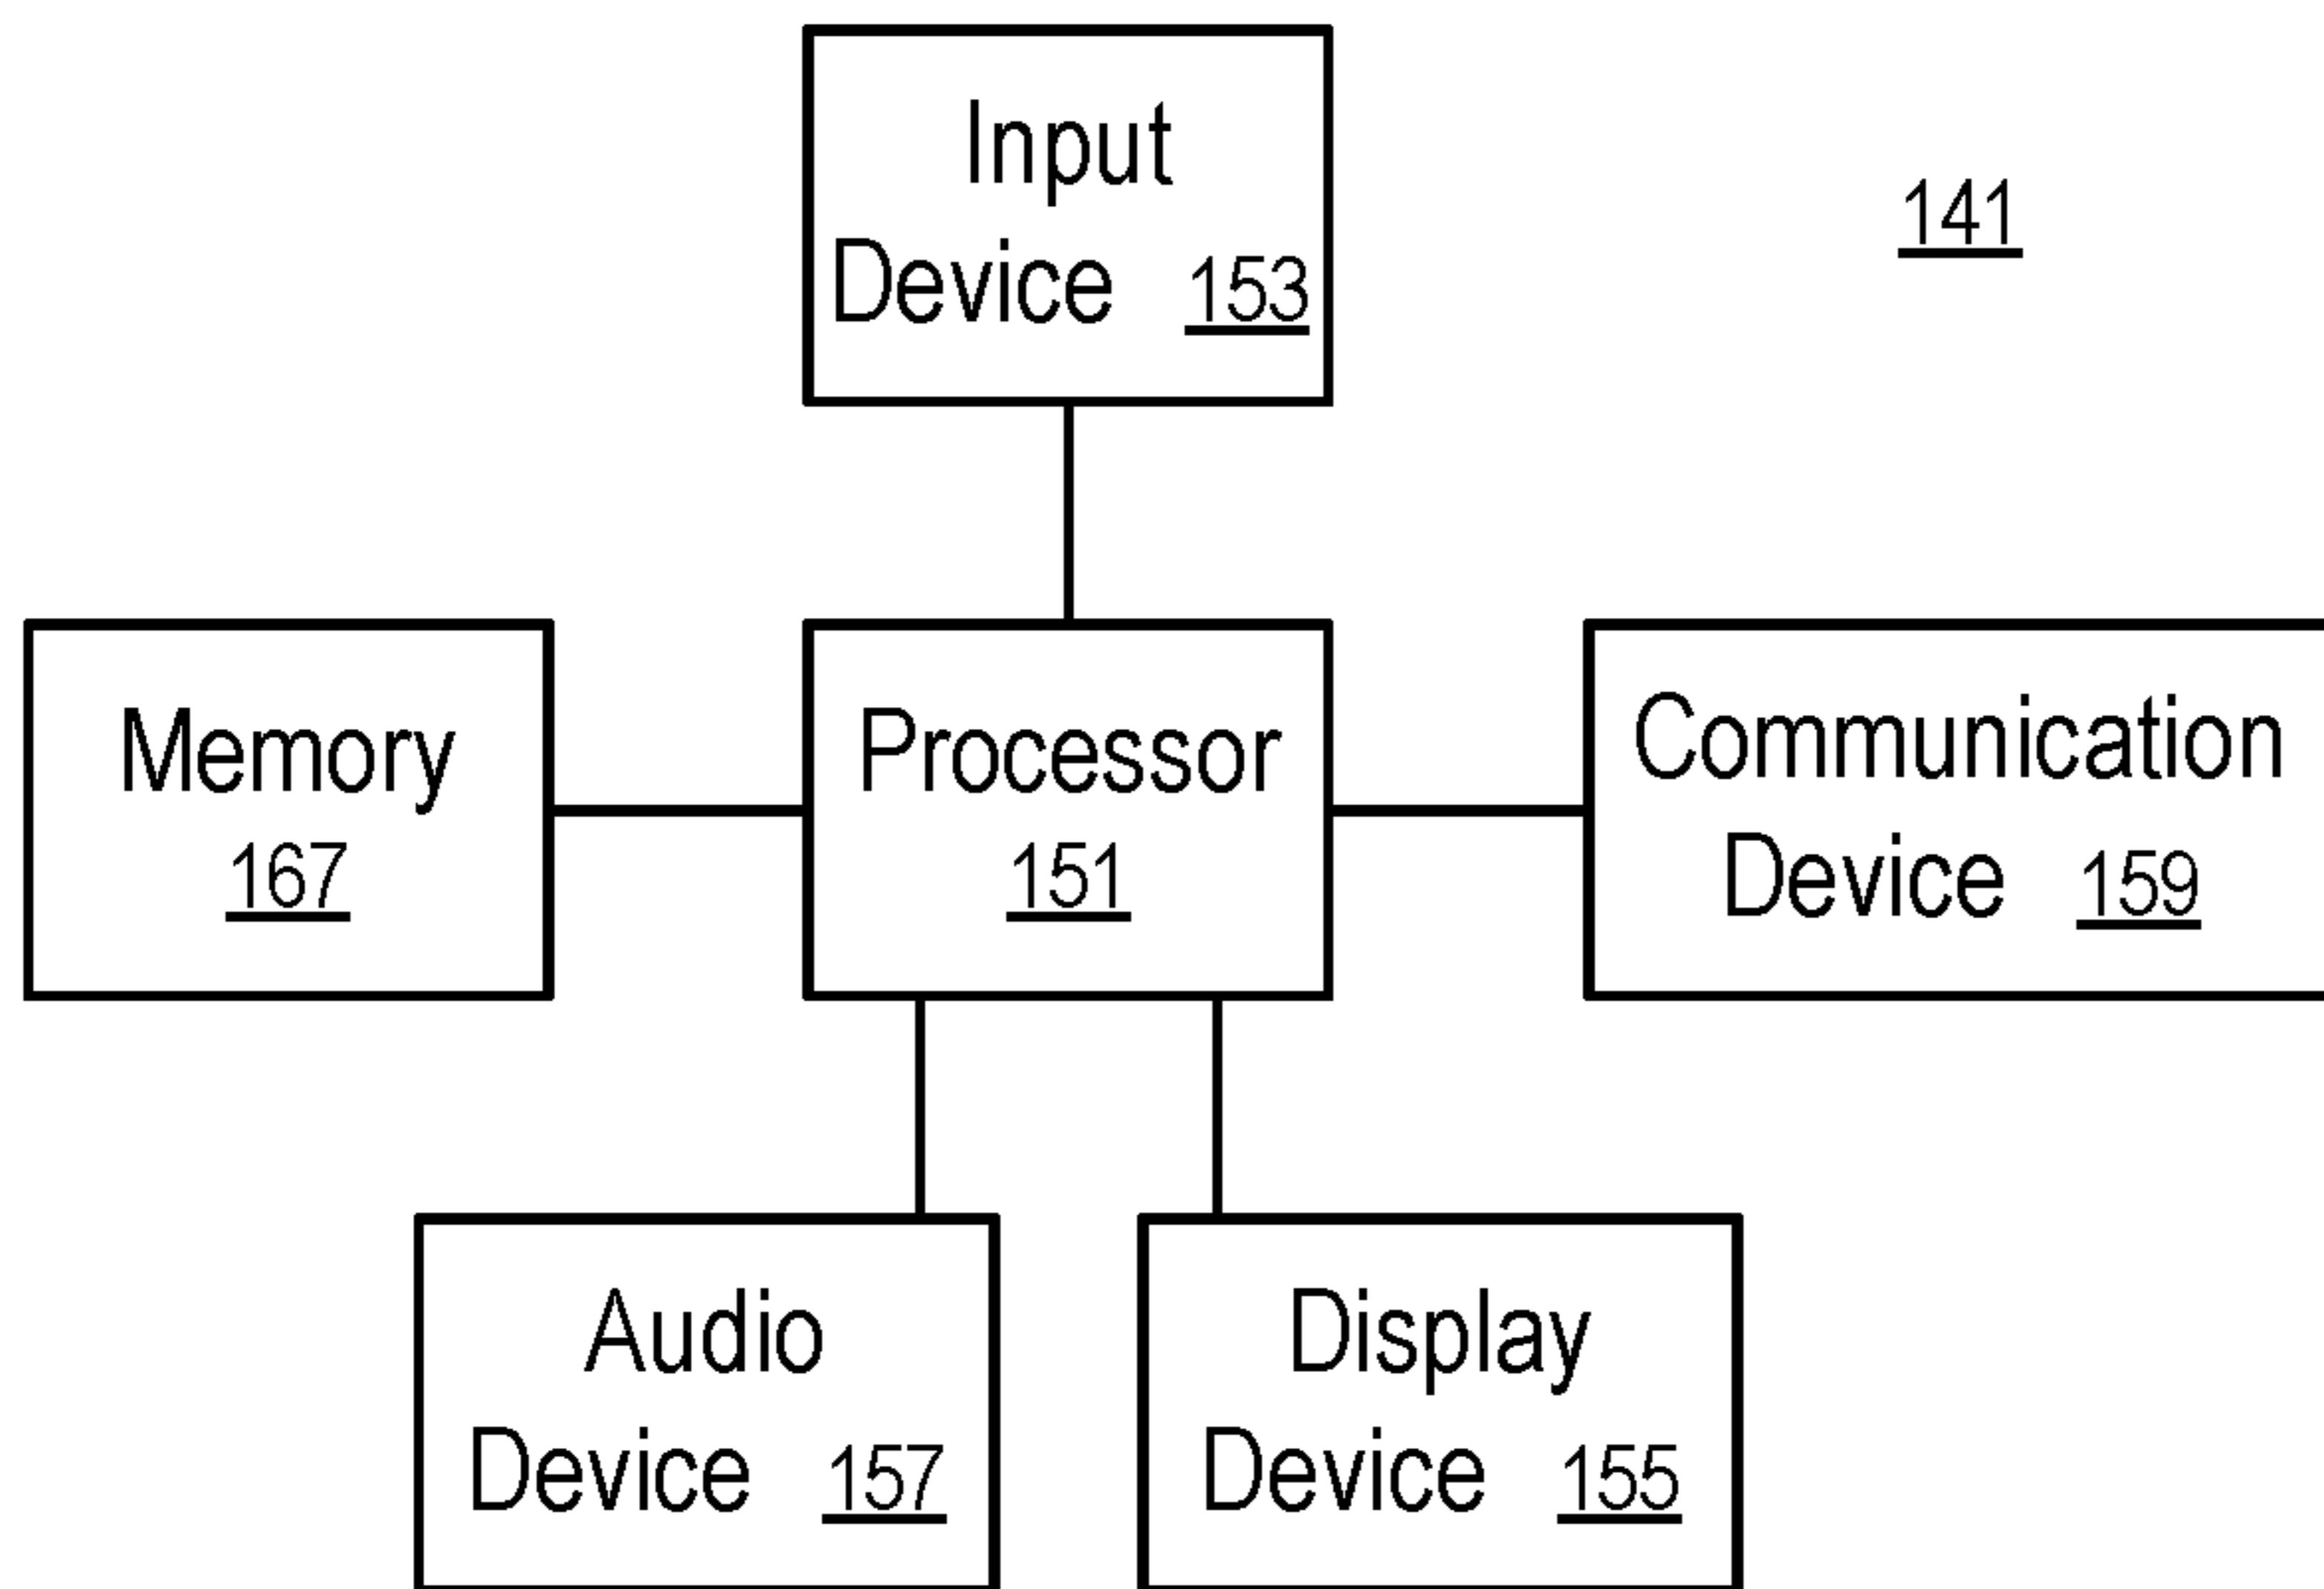 Input
Device 153
141
Memory
167
Processor
151
Communication
Device 159
Audio
Device 157
Display
Device 155